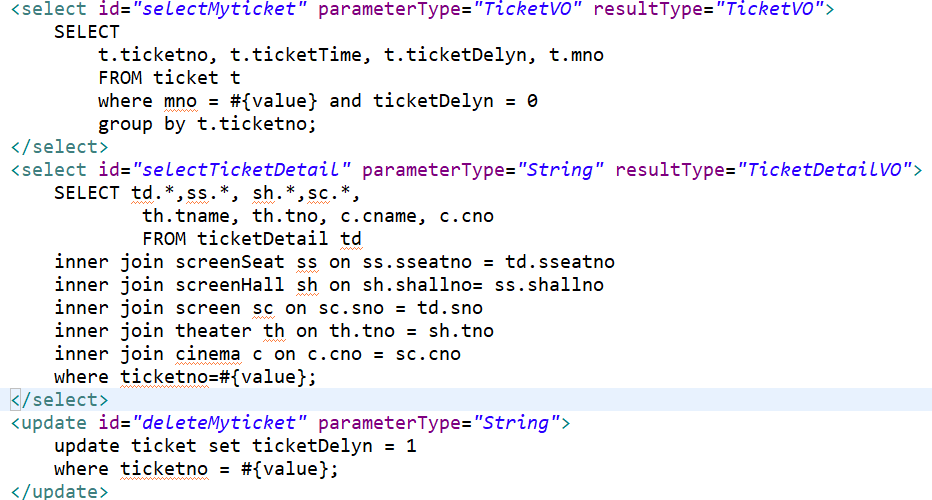 <select id="selectMyticket" parameterType="TicketVO" resultType="TicketVO">
SELECT
t.ticketno, t.ticketTime, t.ticketDelyn, t.mno
FROM ticket t
where mno = #{value} and ticketDelyn = 0
group by t.ticketno;
</select>
<select id="selectTicketDetail" parameterType="String" resultType="TicketDetailVO">
SELECT td.*,ss.*, sh.*,sc.*,
th.tname, th.tno, c.cname, c.cno
FROM ticketDetail td
inner join screenSeat ss on ss.sseatno = td.sseatno
inner join screenHall sh on sh.shallno= ss.shallno
inner join screen sc on sc.sno = td.sno
inner join theater th on th.tno = sh.tno
inner join cinema c on c.cno = sc.cno
where ticketno=#{value};
</select>
<update id="deleteMyticket" parameterType="String">
update ticket set ticketDelyn = 1
where ticketno = #{value};
</update>